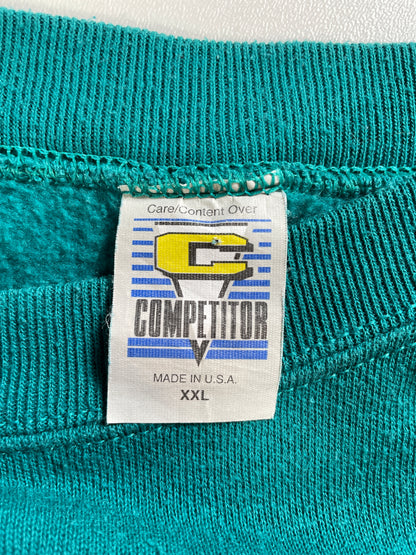 Care/Content Over
C
COMPETITOR
MADE IN U.S.A.
XXL